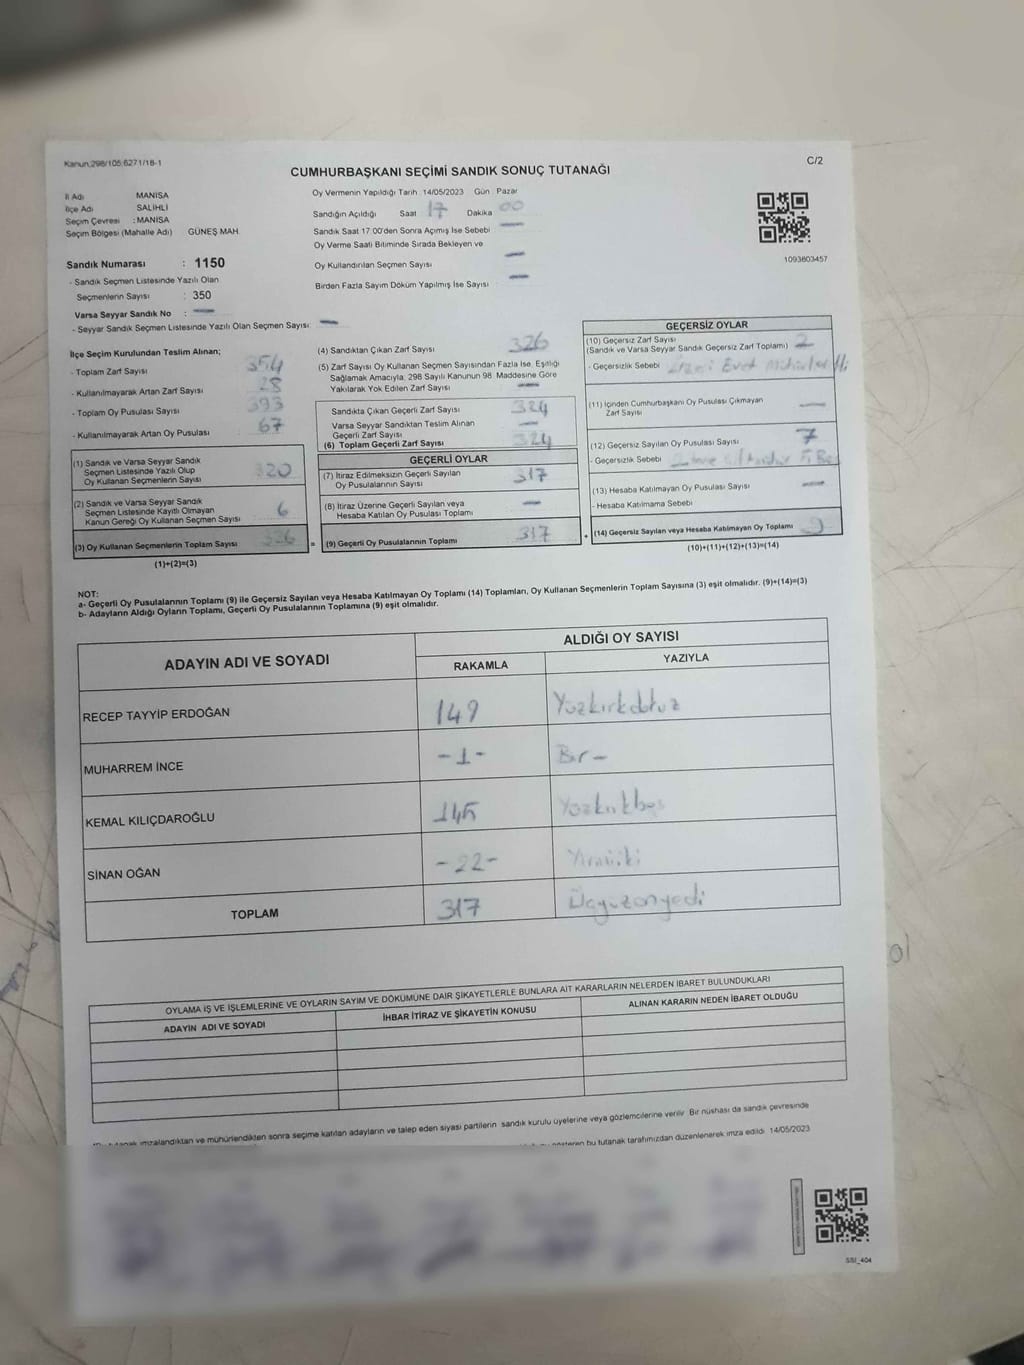 Kanun.298/105.6271/18-1
C/2
CUMHURBAŞKANI SEÇİMİ SANDIK SONUÇ TUTANAĞI
İl Adı MANİSA
İlçe Adı SALİHLİ
Seçim Çevresi : MANİSA
Seçim Bölgesi (Mahalle Adı) GÜNEŞ MAH.
Oy Vermenin Yapıldığı Tarih 14/05/2023 Gün Pazar
Sandığın Açıldığı Saat 17 Dakika 00
Sandık Saat 17 00'den Sonra Açımış İse Sebebi —
Oy Verme Saati Bitiminde Sırada Bekleyen ve
Oy Kullandırılan Seçmen Sayısı —
Birden Fazla Sayım Döküm Yapılmış İse Sayısı —
1093603457
Sandık Numarası : 1150
- Sandık Seçmen Listesinde Yazılı Olan
Seçmenlerin Sayısı : 350
Varsa Seyyar Sandık No : —
- Seyyar Sandık Seçmen Listesinde Yazılı Olan Seçmen Sayısı —
İlçe Seçim Kurulundan Teslim Alınan;
- Toplam Zarf Sayısı 354
- Kullanılmayarak Artan Zarf Sayısı 28
- Toplam Oy Pusulası Sayısı 393
- Kullanılmayarak Artan Oy Pusulası 67
(1) Sandık ve Varsa Seyyar Sandık
Seçmen Listesinde Yazılı Olup
Oy Kullanan Seçmenlerin Sayısı 320
(2) Sandık ve Varsa Seyyar Sandık
Seçmen Listesinde Kayıtlı Olmayan
Kanun Gereği Oy Kullanan Seçmen Sayısı 6
(3) Oy Kullanan Seçmenlerin Toplam Sayısı 326
(1)+(2)=(3)
(4) Sandıktan Çıkan Zarf Sayısı 326
(5) Zarf Sayısı Oy Kullanan Seçmen Sayısından Fazla İse, Eşitliği
Sağlamak Amacıyla, 298 Sayılı Kanunun 98. Maddesine Göre
Yakılarak Yok Edilen Zarf Sayısı —
Sandıkta Çıkan Geçerli Zarf Sayısı 324
Varsa Seyyar Sandıktan Teslim Alınan
Geçerli Zarf Sayısı —
(6) Toplam Geçerli Zarf Sayısı 324
GEÇERLİ OYLAR
(7) İtiraz Edilmeksizin Geçerli Sayılan
Oy Pusulalarının Sayısı 317
(8) İtiraz Üzerine Geçerli Sayılan veya
Hesaba Katılan Oy Pusulası Toplamı —
= (9) Geçerli Oy Pusulalarının Toplamı 317
GEÇERSİZ OYLAR
(10) Geçersiz Zarf Sayısı
(Sandık ve Varsa Seyyar Sandık Geçersiz Zarf Toplamı) 2
- Geçersizlik Sebebi Evet
(11) İçinden Cumhurbaşkanı Oy Pusulası Çıkmayan
Zarf Sayısı —
(12) Geçersiz Sayılan Oy Pusulası Sayısı 7
- Geçersizlik Sebebi
(13) Hesaba Katılmayan Oy Pusulası Sayısı —
- Hesaba Katılmama Sebebi
+ (14) Geçersiz Sayılan veya Hesaba Katılmayan Oy Toplamı 9
(10)+(11)+(12)+(13)=(14)
NOT:
a- Geçerli Oy Pusulalarının Toplamı (9) ile Geçersiz Sayılan veya Hesaba Katılmayan Oy Toplamı (14) Toplamları, Oy Kullanan Seçmenlerin Toplam Sayısına (3) eşit olmalıdır. (9)+(14)=(3)
b- Adayların Aldığı Oyların Toplamı, Geçerli Oy Pusulalarının Toplamına (9) eşit olmalıdır.
ADAYIN ADI VE SOYADI
ALDIĞI OY SAYISI
RAKAMLA YAZIYLA
RECEP TAYYİP ERDOĞAN 149 Yüzkırkdokuz
MUHARREM İNCE -1- Bir-
KEMAL KILIÇDAROĞLU 145 Yüzkırkbeş
SİNAN OĞAN -22- Yirmiiki
TOPLAM 317 Üçyüzonyedi
OYLAMA İŞ VE İŞLEMLERİNE VE OYLARIN SAYIM VE DÖKÜMÜNE DAİR ŞİKAYETLERLE BUNLARA AİT KARARLARIN NELERDEN İBARET BULUNDUKLARI
ADAYIN ADI VE SOYADI İHBAR İTİRAZ VE ŞİKAYETİN KONUSU ALINAN KARARIN NEDEN İBARET OLDUĞU
imzalandıktan ve mühürlendikten sonra seçime katılan adayların ve talep eden siyasi partilerin sandık kurulu üyelerine veya gözlemcilerine verilir. Bir nüshası da sandık çevresinde
gösteren bu tutanak tarafımızdan düzenlenerek imza edildi. 14/05/2023
SSI_404